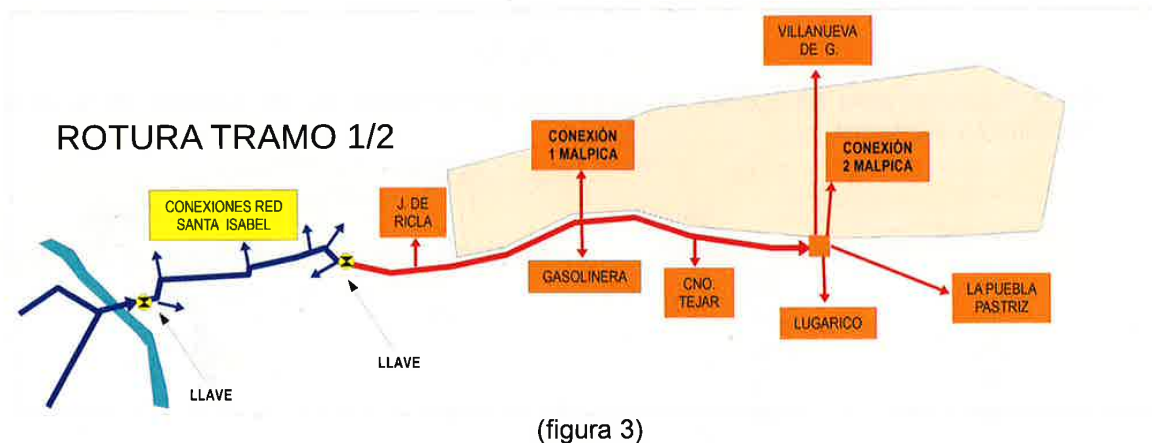 VILLANUEVA
DE G.
ROTURA TRAMO 1/2
CONEXIÓN
1 MALPICA
CONEXIÓN
2 MALPICA
CONEXIONES RED
SANTA ISABEL
J. DE
RICLA
GASOLINERA
CNO.
TEJAR
LUGARICO
LA PUEBLA
PASTRIZ
LLAVE
LLAVE
(figura 3)